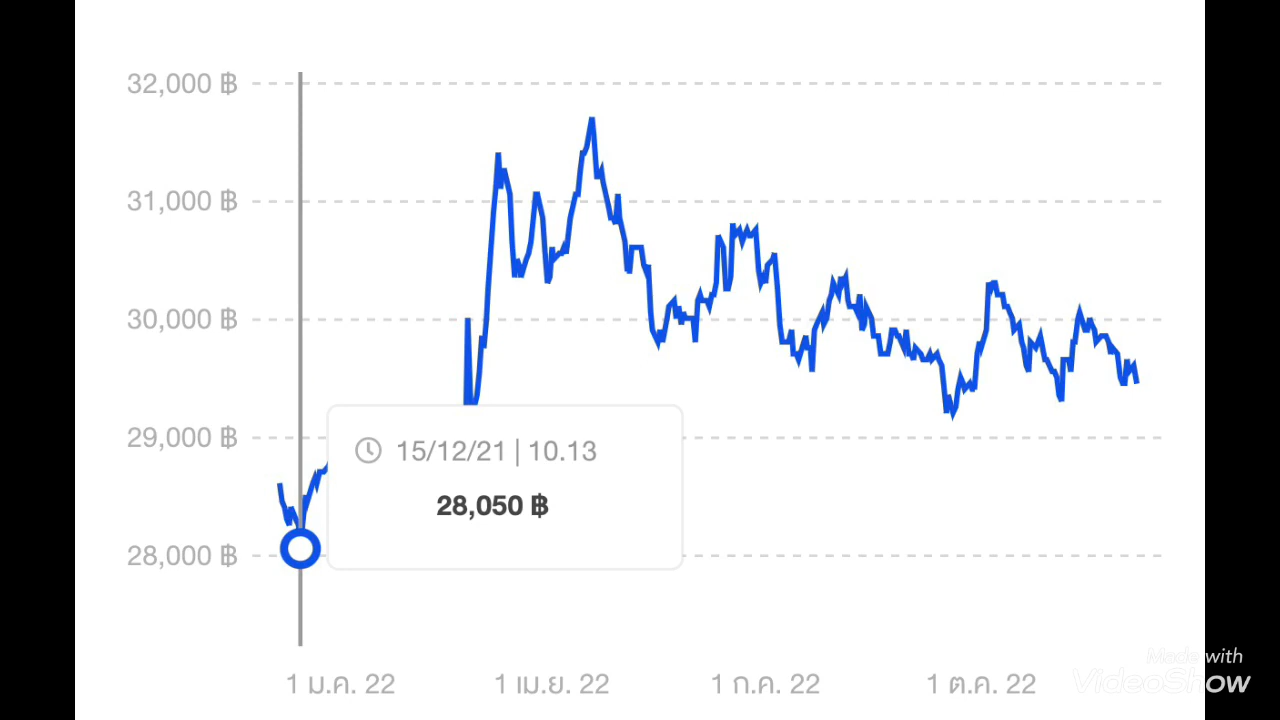 32,000 ฿
31,000 ฿
30,000 ฿
29,000 ฿
28,000 ฿
15/12/21 | 10.13
28,050 ฿
1 ม.ค. 22
1 เม.ย. 22
1 ก.ค. 22
1 ต.ค. 22
Made with
VideoShow